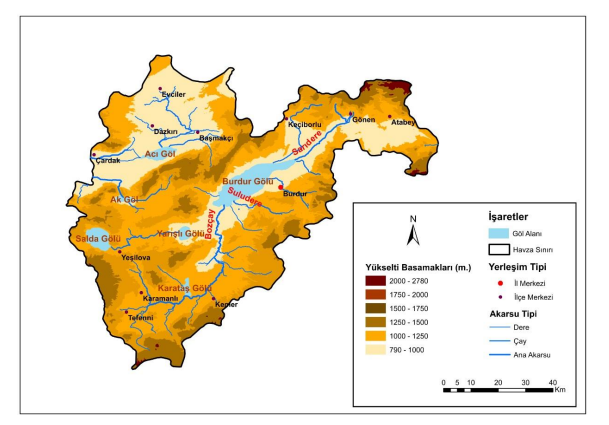 Evciler
Dazkırı
Başmakçı
Keçiborlu
Gönen
Atabey
Sandere
Çardak
Acı Göl
Burdur Gölü
Burdur
Suludere
Ak Göl
Bozçay
Salda Gölü
Yarışlı Gölü
Yeşilova
Karataş Gölü
Karamanlı
Kemer
Tefenni
N
İşaretler
Göl Alanı
Havza Sınırı
Yükselti Basamakları (m.)
2000 - 2780
1750 - 2000
1500 - 1750
1250 - 1500
1000 - 1250
790 - 1000
Yerleşim Tipi
İl Merkezi
İlçe Merkezi
Akarsu Tipi
Dere
Çay
Ana Akarsu
0 5 10 20 30 40
Km